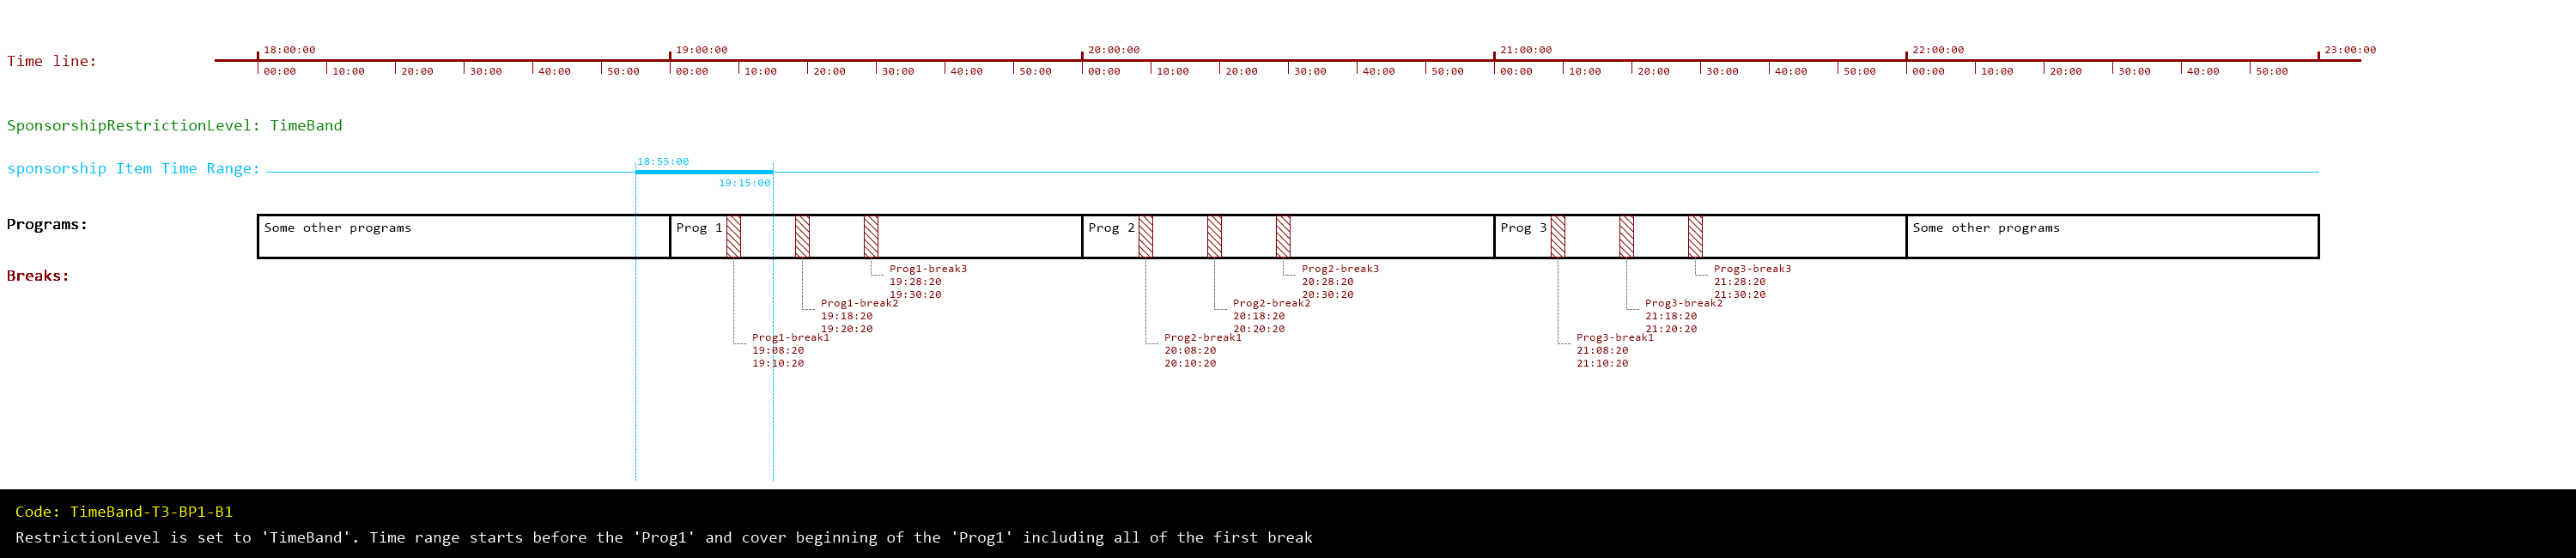 Time line:
18:00:00 19:00:00 20:00:00 21:00:00 22:00:00 23:00:00
00:00 10:00 20:00 30:00 40:00 50:00 00:00 10:00 20:00 30:00 40:00 50:00 00:00 10:00 20:00 30:00 40:00 50:00 00:00 10:00 20:00 30:00 40:00 50:00 00:00 10:00 20:00 30:00 40:00 50:00
SponsorshipRestrictionLevel: TimeBand
sponsorship Item Time Range:
18:55:00
19:15:00
Programs:
Some other programs
Prog 1
Prog 2
Prog 3
Some other programs
Breaks:
Prog1-break3
19:28:20
19:30:20
Prog1-break2
19:18:20
19:20:20
Prog1-break1
19:08:20
19:10:20
Prog2-break3
20:28:20
20:30:20
Prog2-break2
20:18:20
20:20:20
Prog2-break1
20:08:20
20:10:20
Prog3-break3
21:28:20
21:30:20
Prog3-break2
21:18:20
21:20:20
Prog3-break1
21:08:20
21:10:20
Code: TimeBand-T3-BP1-B1
RestrictionLevel is set to 'TimeBand'. Time range starts before the 'Prog1' and cover beginning of the 'Prog1' including all of the first break